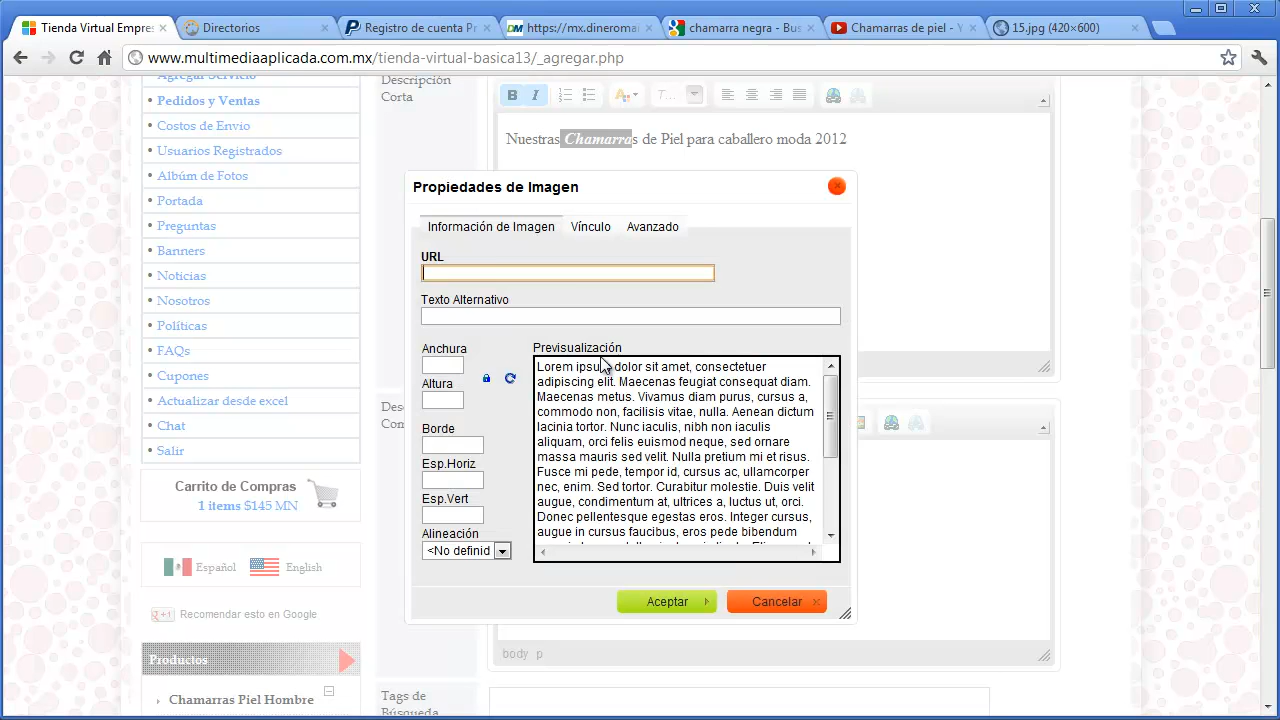 Tienda Virtual Empres
Directorios
Registro de cuenta Pr
https://mx.dineromai
chamarra negra - Bus
Chamarras de piel - Y
15.jpg (420×600)
www.multimediaaplicada.com.mx/tienda-virtual-basica13/_agregar.php
Agregar Servicio
Pedidos y Ventas
Costos de Envío
Usuarios Registrados
Albúm de Fotos
Portada
Preguntas
Banners
Noticias
Nosotros
Políticas
FAQs
Cupones
Actualizar desde excel
Chat
Salir
Carrito de Compras
1 items $145 MN
Español
English
+1 Recomendar esto en Google
Productos
Chamarras Piel Hombre
Descripción
Corta
B I T...
Nuestras Chamarras de Piel para caballero moda 2012
Propiedades de Imagen
Información de Imagen
Vínculo
Avanzado
URL
Texto Alternativo
Anchura
Altura
Borde
Esp.Horiz
Esp.Vert
Alineación
<No definid
Previsualización
Lorem ipsum dolor sit amet, consectetuer
adipiscing elit. Maecenas feugiat consequat diam.
Maecenas metus. Vivamus diam purus, cursus a,
commodo non, facilisis vitae, nulla. Aenean dictum
lacinia tortor. Nunc iaculis, nibh non iaculis
aliquam, orci felis euismod neque, sed ornare
massa mauris sed velit. Nulla pretium mi et risus.
Fusce mi pede, tempor id, cursus ac, ullamcorper
nec, enim. Sed tortor. Curabitur molestie. Duis velit
augue, condimentum at, ultrices a, luctus ut, orci.
Donec pellentesque egestas eros. Integer cursus,
augue in cursus faucibus, eros pede bibendum
Aceptar
Cancelar
Des
Con
body p
Tags de
Búsqueda